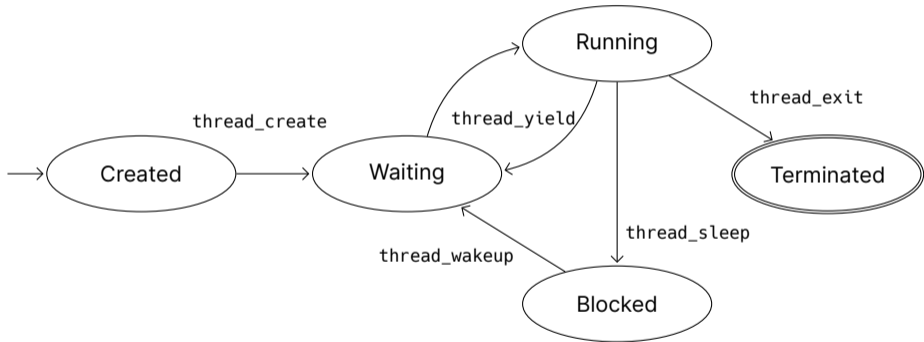 Running
thread_exit
thread_create
thread_yield
Created
Waiting
Terminated
thread_sleep
thread_wakeup
Blocked